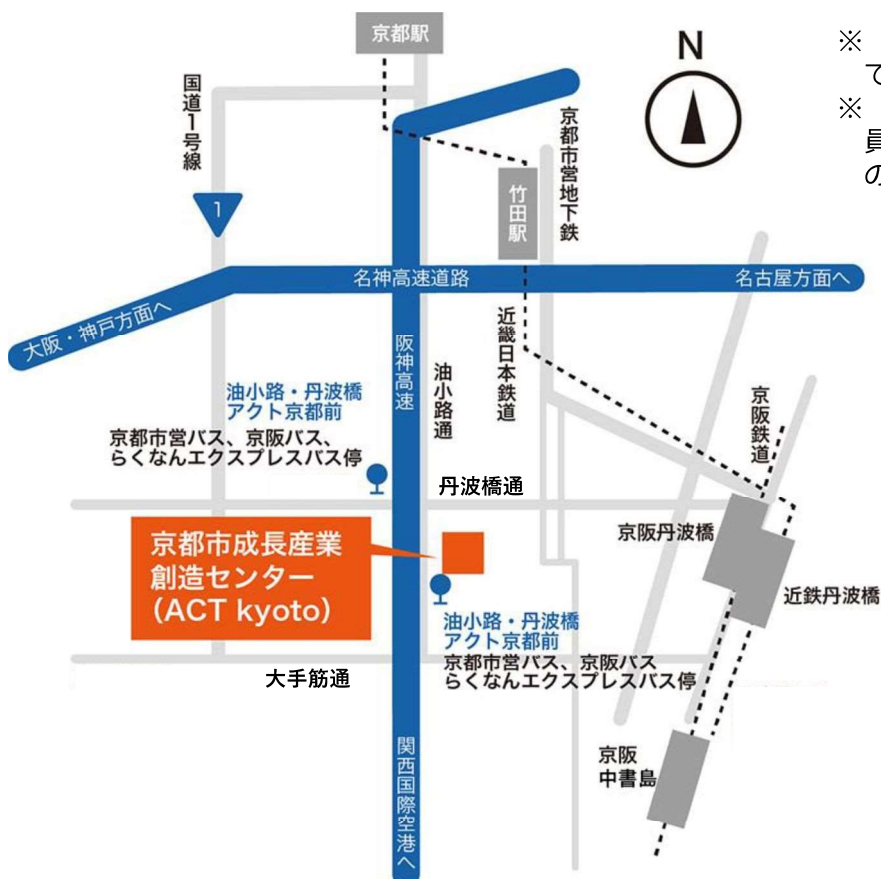 京都駅
N
※
て
※
員
の
国道1号線
1
京都市営地下鉄
竹田駅
名神高速道路
名古屋方面へ
大阪・神戸方面へ
阪神高速
油小路通
近畿日本鉄道
京阪鉄道
油小路・丹波橋
アクト京都前
京都市営バス、京阪バス、
らくなんエクスプレスバス停
丹波橋通
京都市成長産業
創造センター
(ACT kyoto)
京阪丹波橋
近鉄丹波橋
油小路・丹波橋
アクト京都前
京都市営バス、京阪バス
らくなんエクスプレスバス停
大手筋通
関西国際空港へ
京阪
中書島